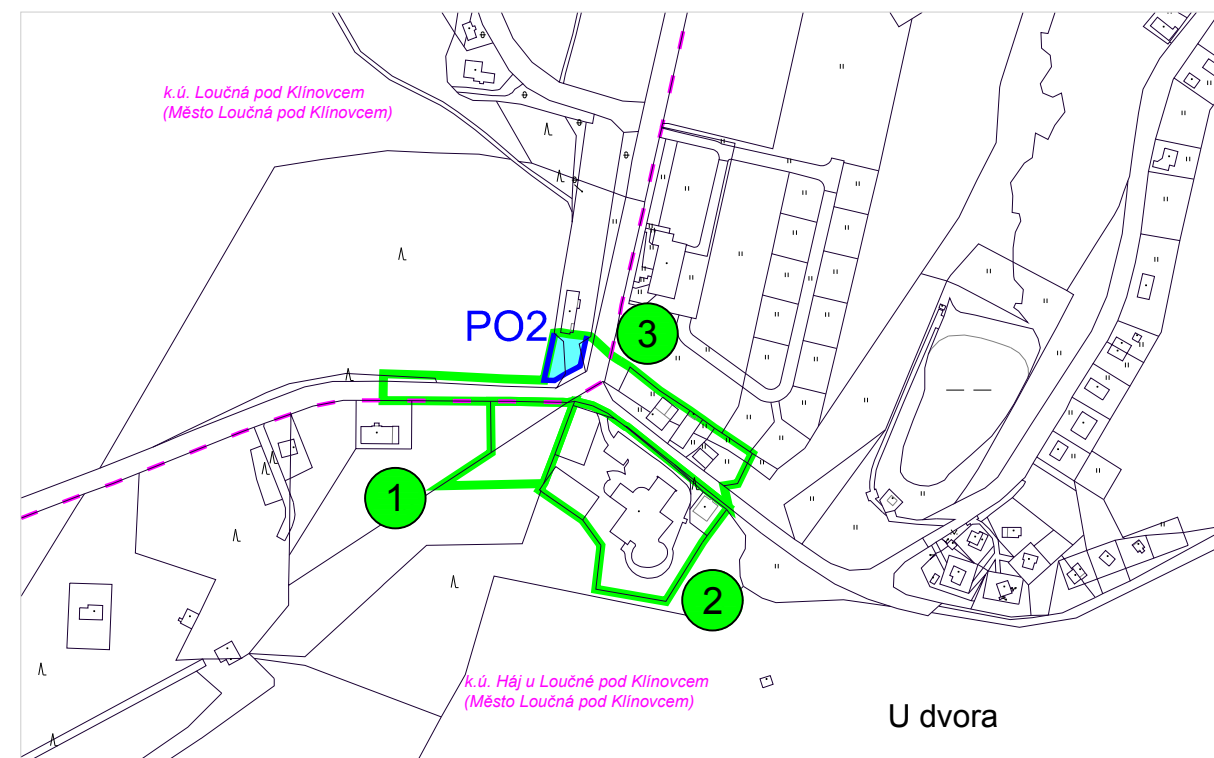 k.ú. Loučná pod Klínovcem
(Město Loučná pod Klínovcem)
PO2
3
1
2
k.ú. Háj u Loučné pod Klínovcem
(Město Loučná pod Klínovcem)
U dvora